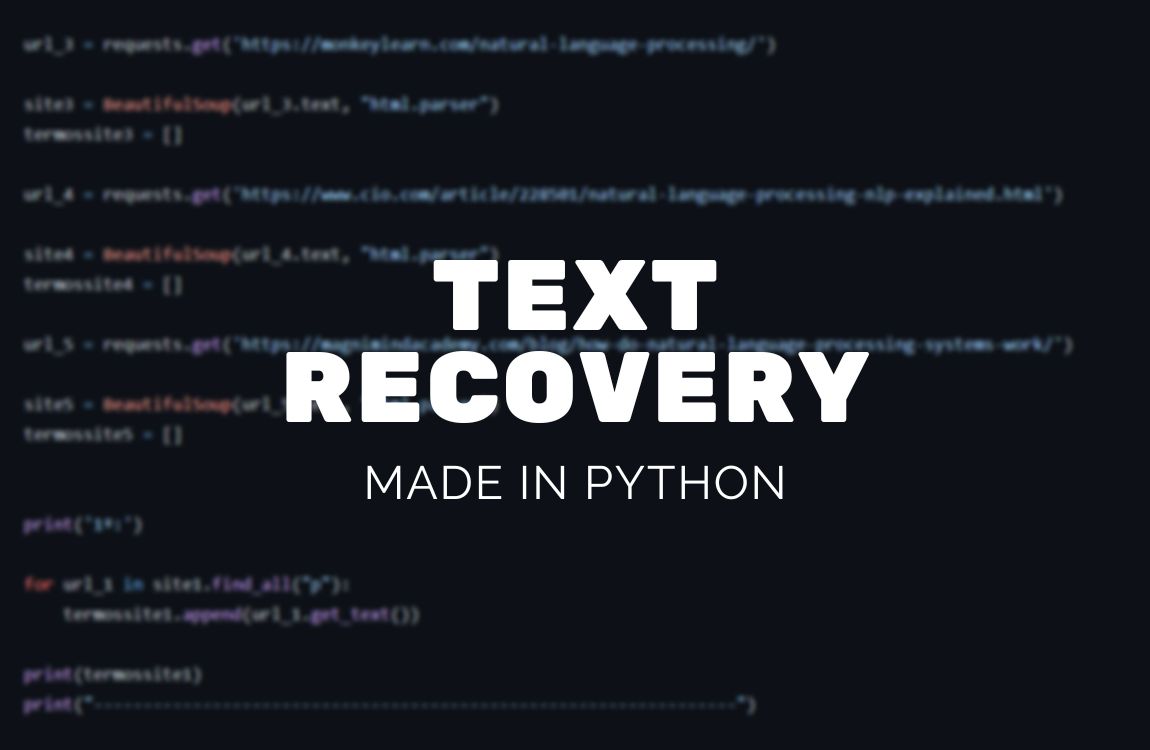 url_3 = requests.get('https://monkeylearn.com/natural-language-processing/')
site3 = BeautifulSoup(url_3.text, "html.parser")
termossite3 = []
url_4 = requests.get('https://www.cio.com/article/228501/natural-language-processing-nlp-explained.html')
site4 = BeautifulSoup(url_4.text, "html.parser")
termossite4 = []
TEXT
url_5 = requests.get('https://magnimindacademy.com/blog/how-do-natural-language-processing-systems-work/')
RECOVERY
site5 = BeautifulSoup(
termossite5 = []
MADE IN PYTHON
print('1ª:')
for url_1 in site1.find_all("p"):
termossite1.append(url_1.get_text())
print(termossite1)
print("-----------------------------------------------------------------")